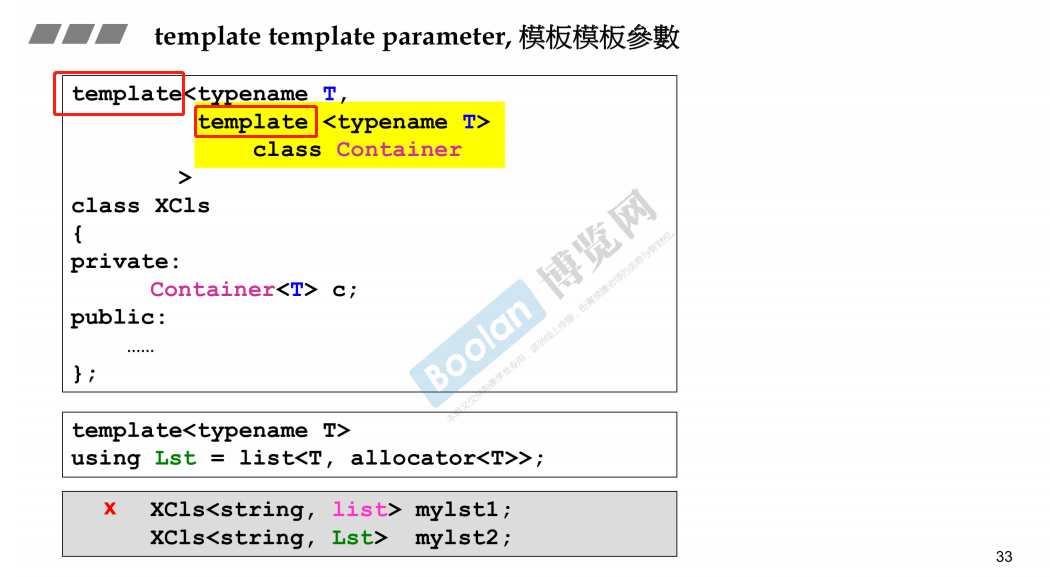 template template parameter, 模板模板參數
template<typename T,
template <typename T>
class Container
>
class XCls
{
private:
Container<T> c;
public:
……
};
template<typename T>
using Lst = list<T, allocator<T>>;
x XCls<string, list> mylst1;
XCls<string, Lst> mylst2;
Boolan 博览网
33